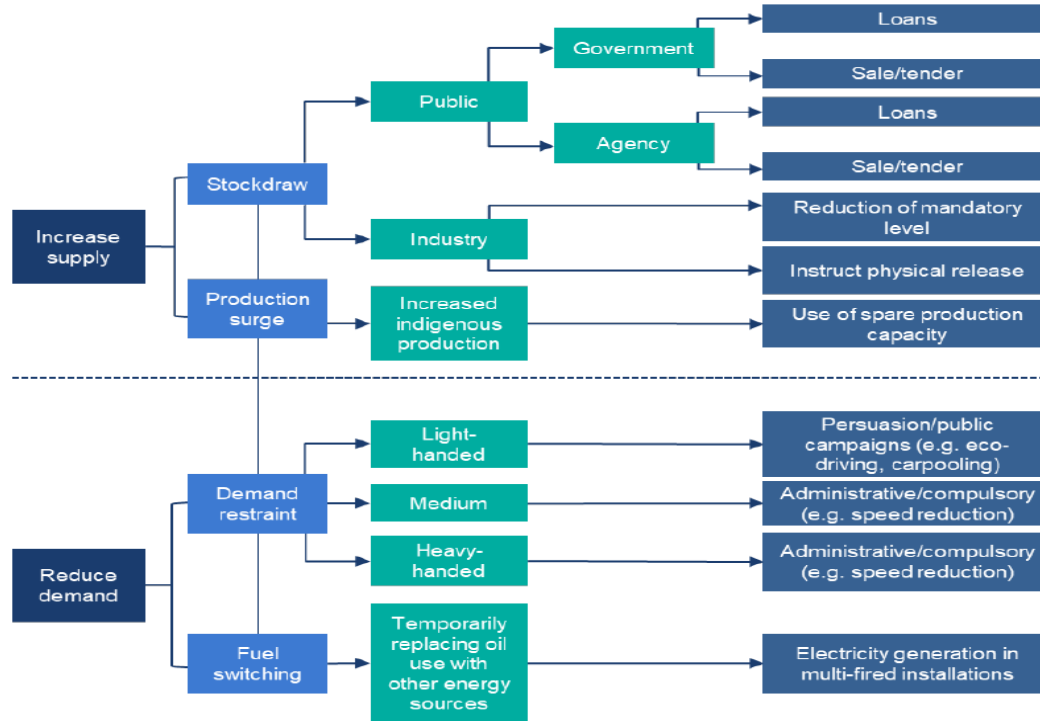 Increase
supply
Stockdraw
Production
surge
Public
Industry
Increased
indigenous
production
Government
Agency
Loans
Sale/tender
Loans
Sale/tender
Reduction of mandatory
level
Instruct physical release
Use of spare production
capacity
Reduce
demand
Demand
restraint
Fuel
switching
Light-
handed
Medium
Heavy-
handed
Temporarily
replacing oil
use with
other energy
sources
Persuasion/public
campaigns (e.g. eco-
driving, carpooling)
Administrative/compulsory
(e.g. speed reduction)
Administrative/compulsory
(e.g. speed reduction)
Electricity generation in
multi-fired installations